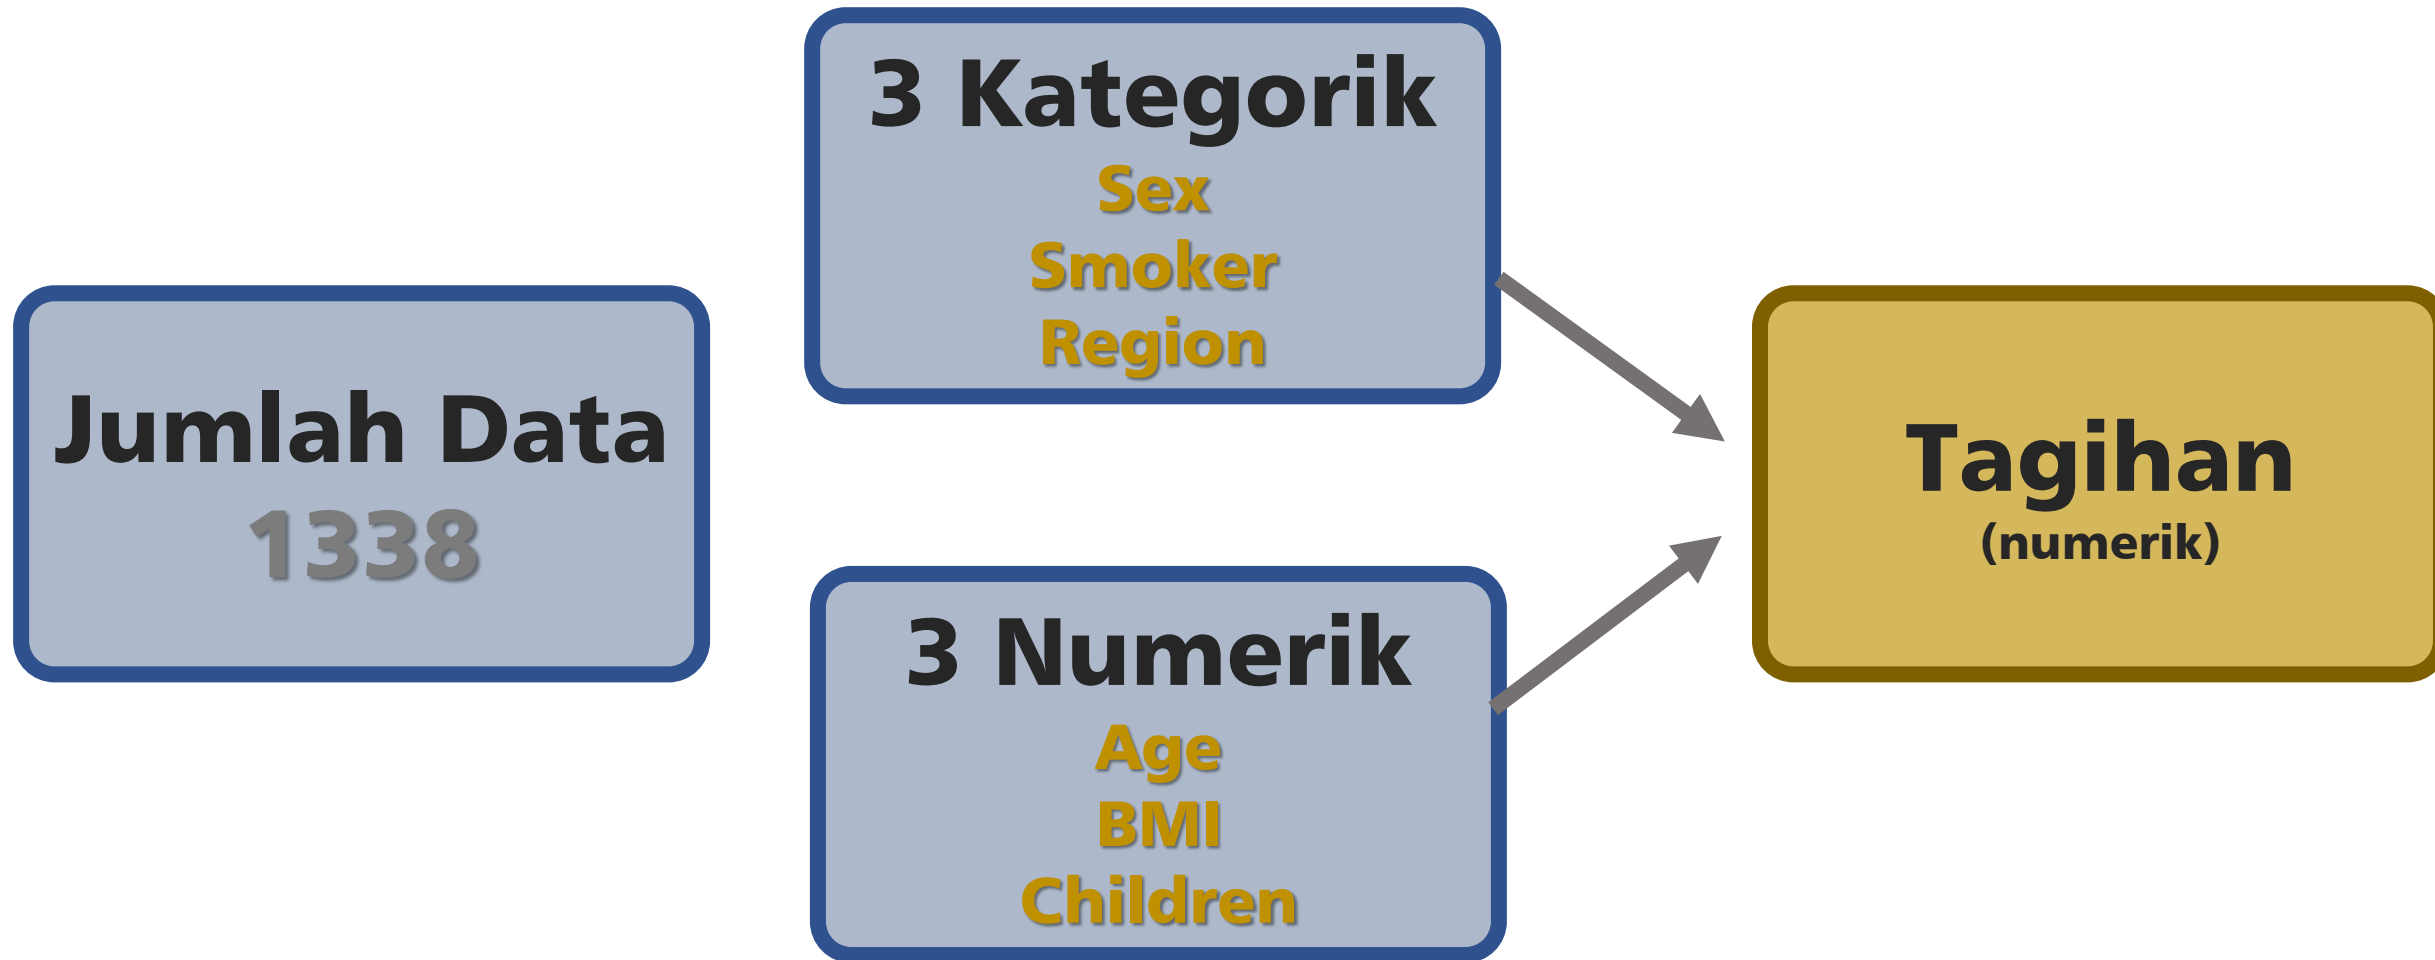 Jumlah Data
1338
3 Kategorik
Sex
Smoker
Region
3 Numerik
Age
BMI
Children
Tagihan
(numerik)